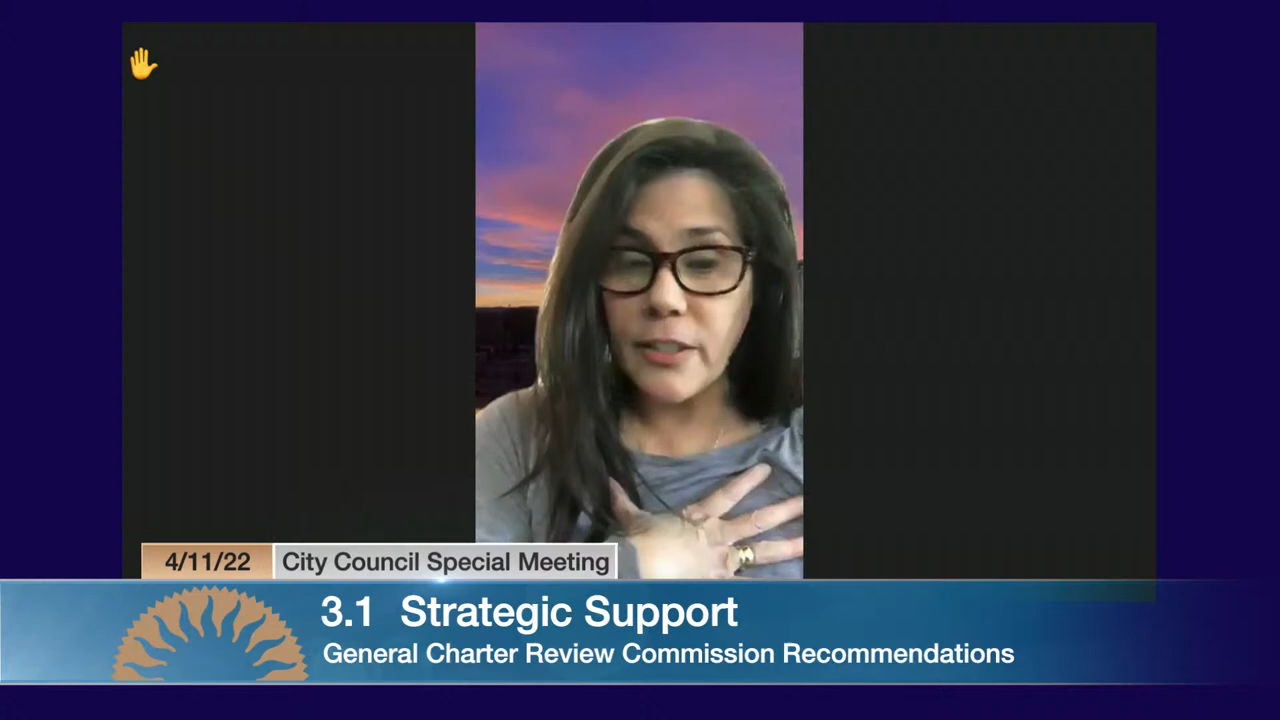 4/11/22
City Council Special Meeting
3.1 Strategic Support
General Charter Review Commission Recommendations